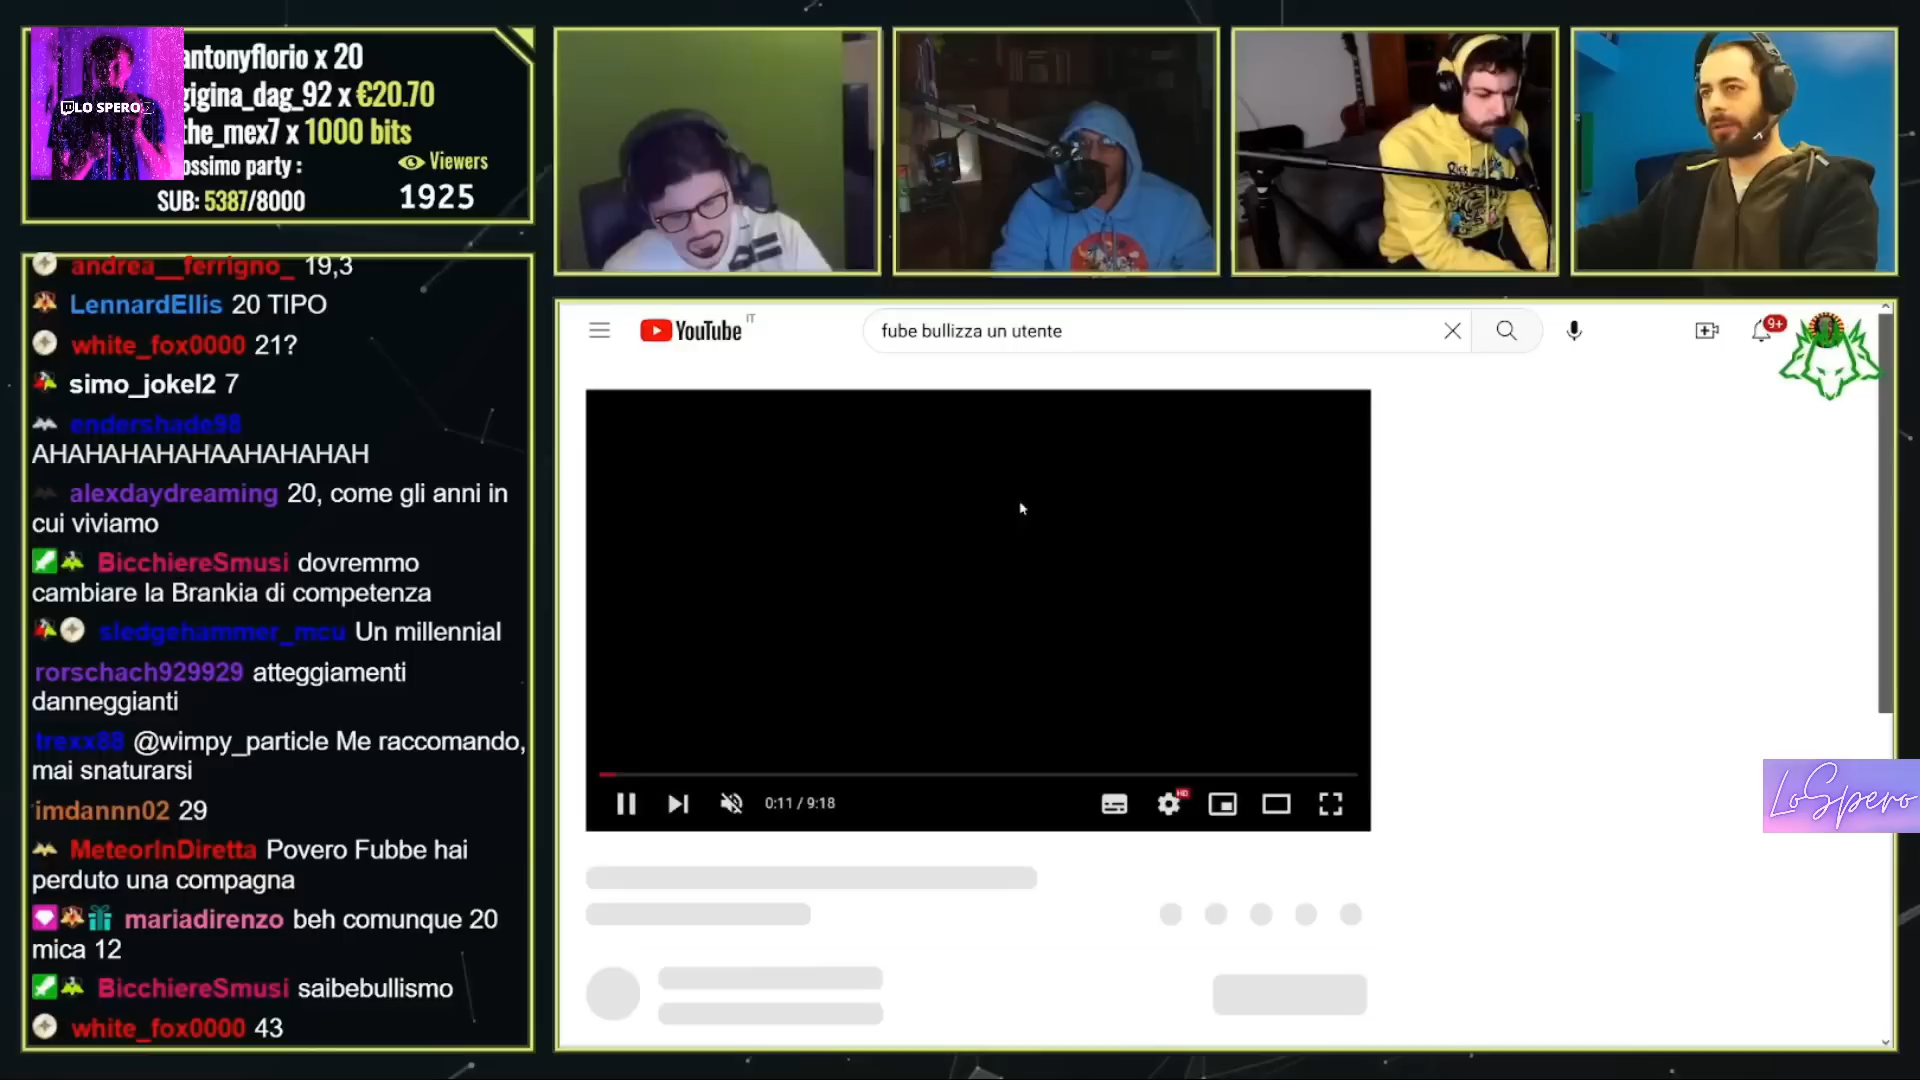 antonyflorio x 20
gigina_dag_92 x €20.70
the_mex7 x 1000 bits
ossimo party :
Viewers
SUB: 5387/8000
1925
LO SPERO_
andrea__ferrigno_ 19,3
LennardEllis 20 TIPO
white_fox0000 21?
simo_jokel2 7
endershade98
AHAHAHAHAHAAHAHAHAH
alexdaydreaming 20, come gli anni in
cui viviamo
BicchiereSmusi dovremmo
cambiare la Brankia di competenza
sledgehammer_mcu Un millennial
rorschach929929 atteggiamenti
danneggianti
trexx88 @wimpy_particle Me raccomando,
mai snaturarsi
imdannn02 29
MeteorInDiretta Povero Fubbe hai
perduto una compagna
mariadirenzo beh comunque 20
mica 12
BicchiereSmusi saibebullismo
white_fox0000 43
YouTube IT
fube bullizza un utente
9+
0:11 / 9:18
HD
LoSpero